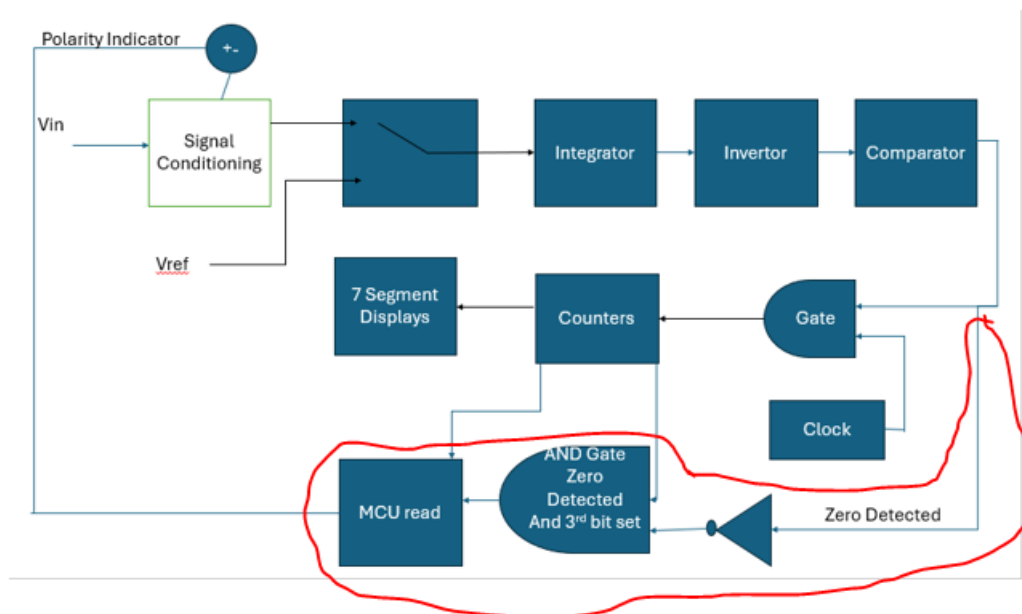 Polarity Indicator
+-
Vin
Signal
Conditioning
Integrator
Invertor
Comparator
Vref
7 Segment
Displays
Counters
Gate
Clock
AND Gate
Zero
Detected
And 3rd bit set
MCU read
Zero Detected